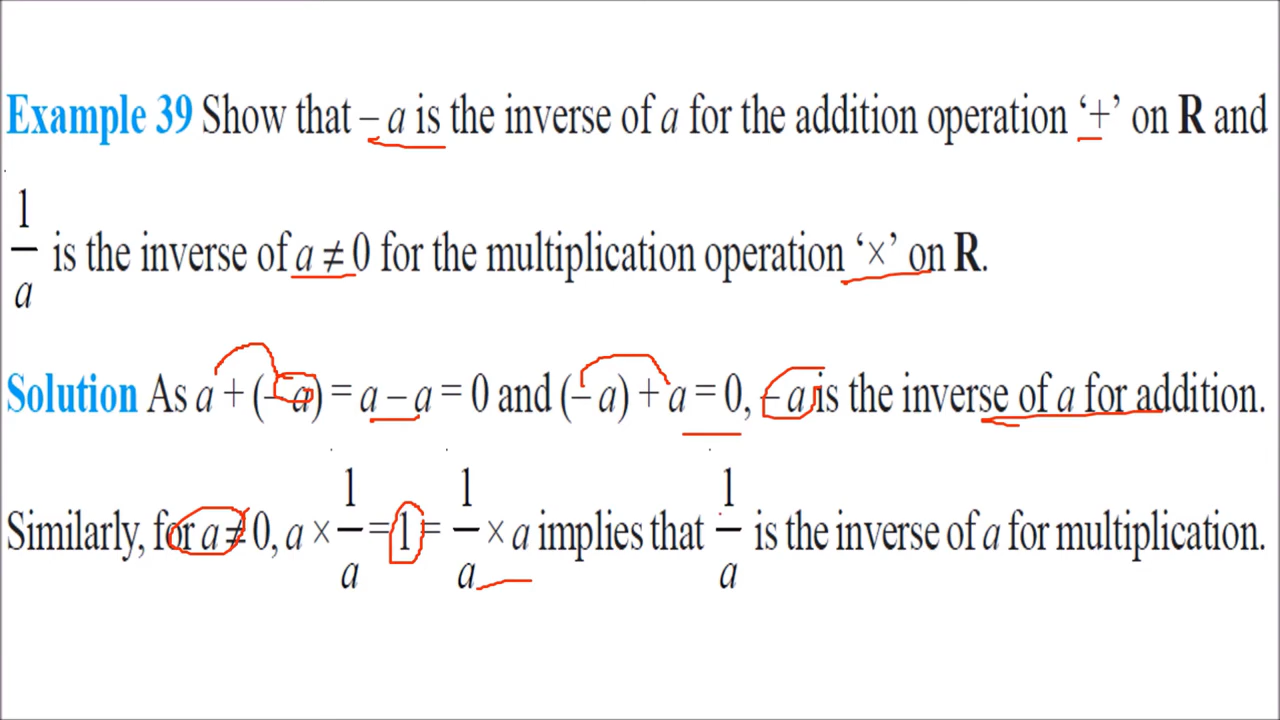 Example 39 Show that – a is the inverse of a for the addition operation ‘+’ on R and
1/a is the inverse of a ≠ 0 for the multiplication operation ‘×’ on R.
Solution As a + (– a) = a – a = 0 and (– a) + a = 0, – a is the inverse of a for addition.
Similarly, for a ≠ 0, a × 1/a = 1 = 1/a × a implies that 1/a is the inverse of a for multiplication.